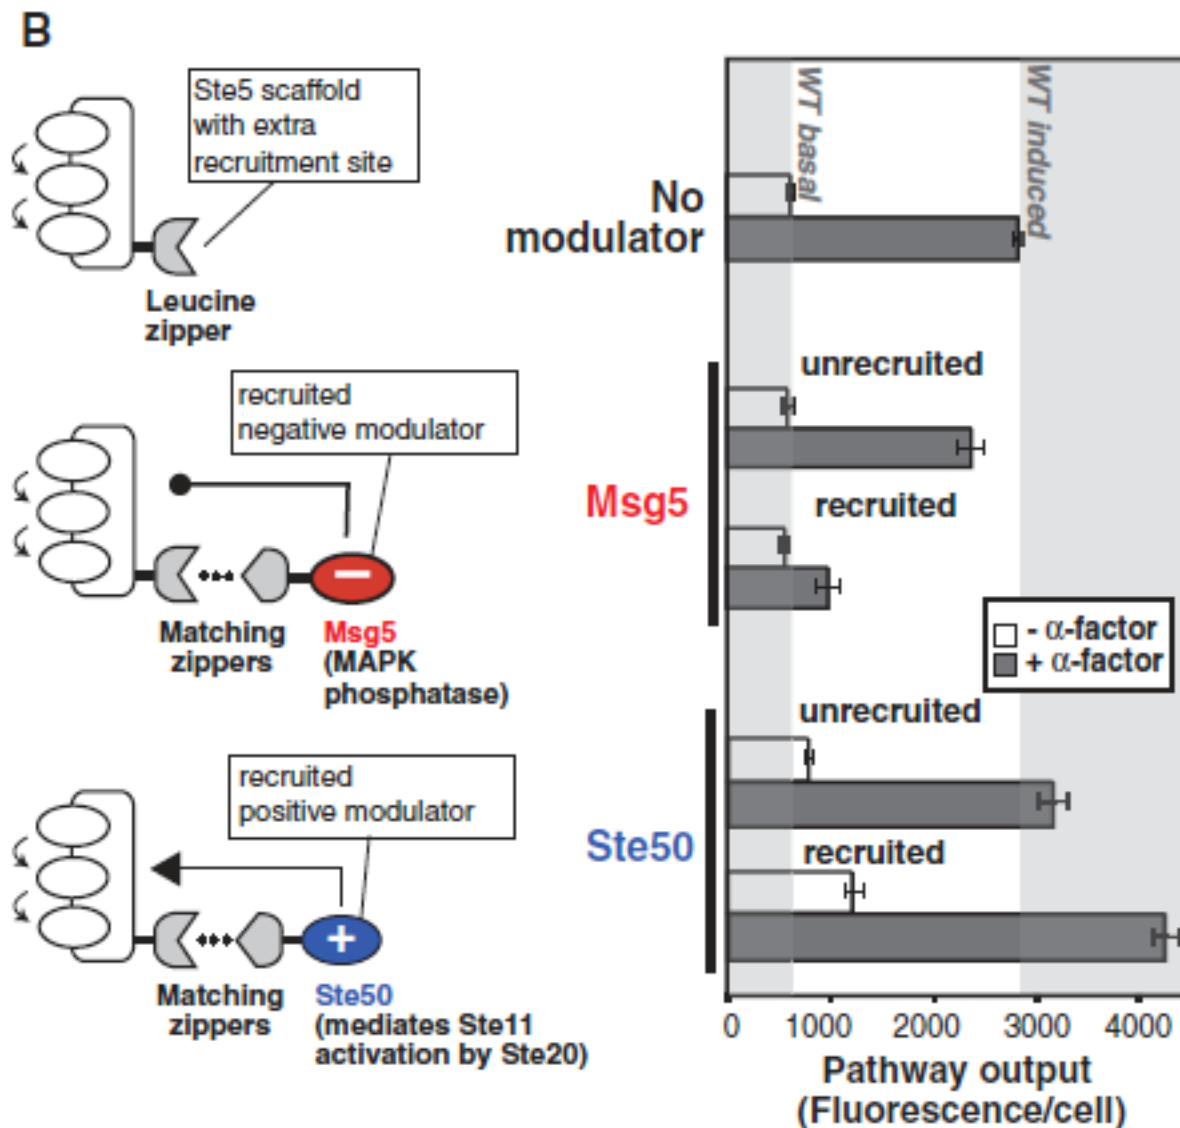 B
Ste5 scaffold
with extra
recruitment site
Leucine
zipper
recruited
negative modulator
−
Matching
zippers
Msg5
(MAPK
phosphatase)
recruited
positive modulator
+
Matching
zippers
Ste50
(mediates Ste11
activation by Ste20)
WT basal
WT induced
No
modulator
unrecruited
Msg5
recruited
- α-factor
+ α-factor
unrecruited
Ste50
recruited
0 1000 2000 3000 4000
Pathway output
(Fluorescence/cell)